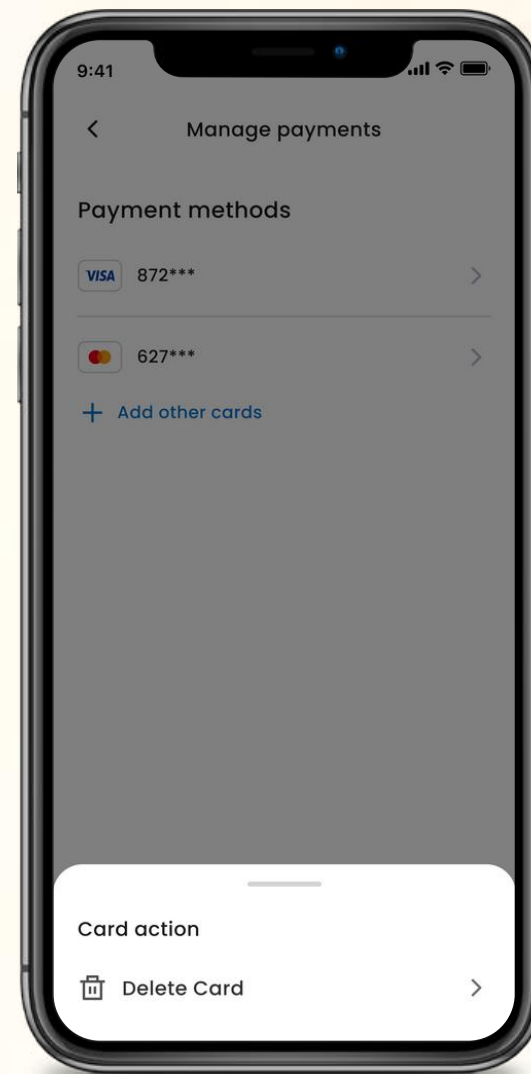 9:41
Manage payments
Payment methods
VISA 872***
627***
+ Add other cards
Card action
Delete Card